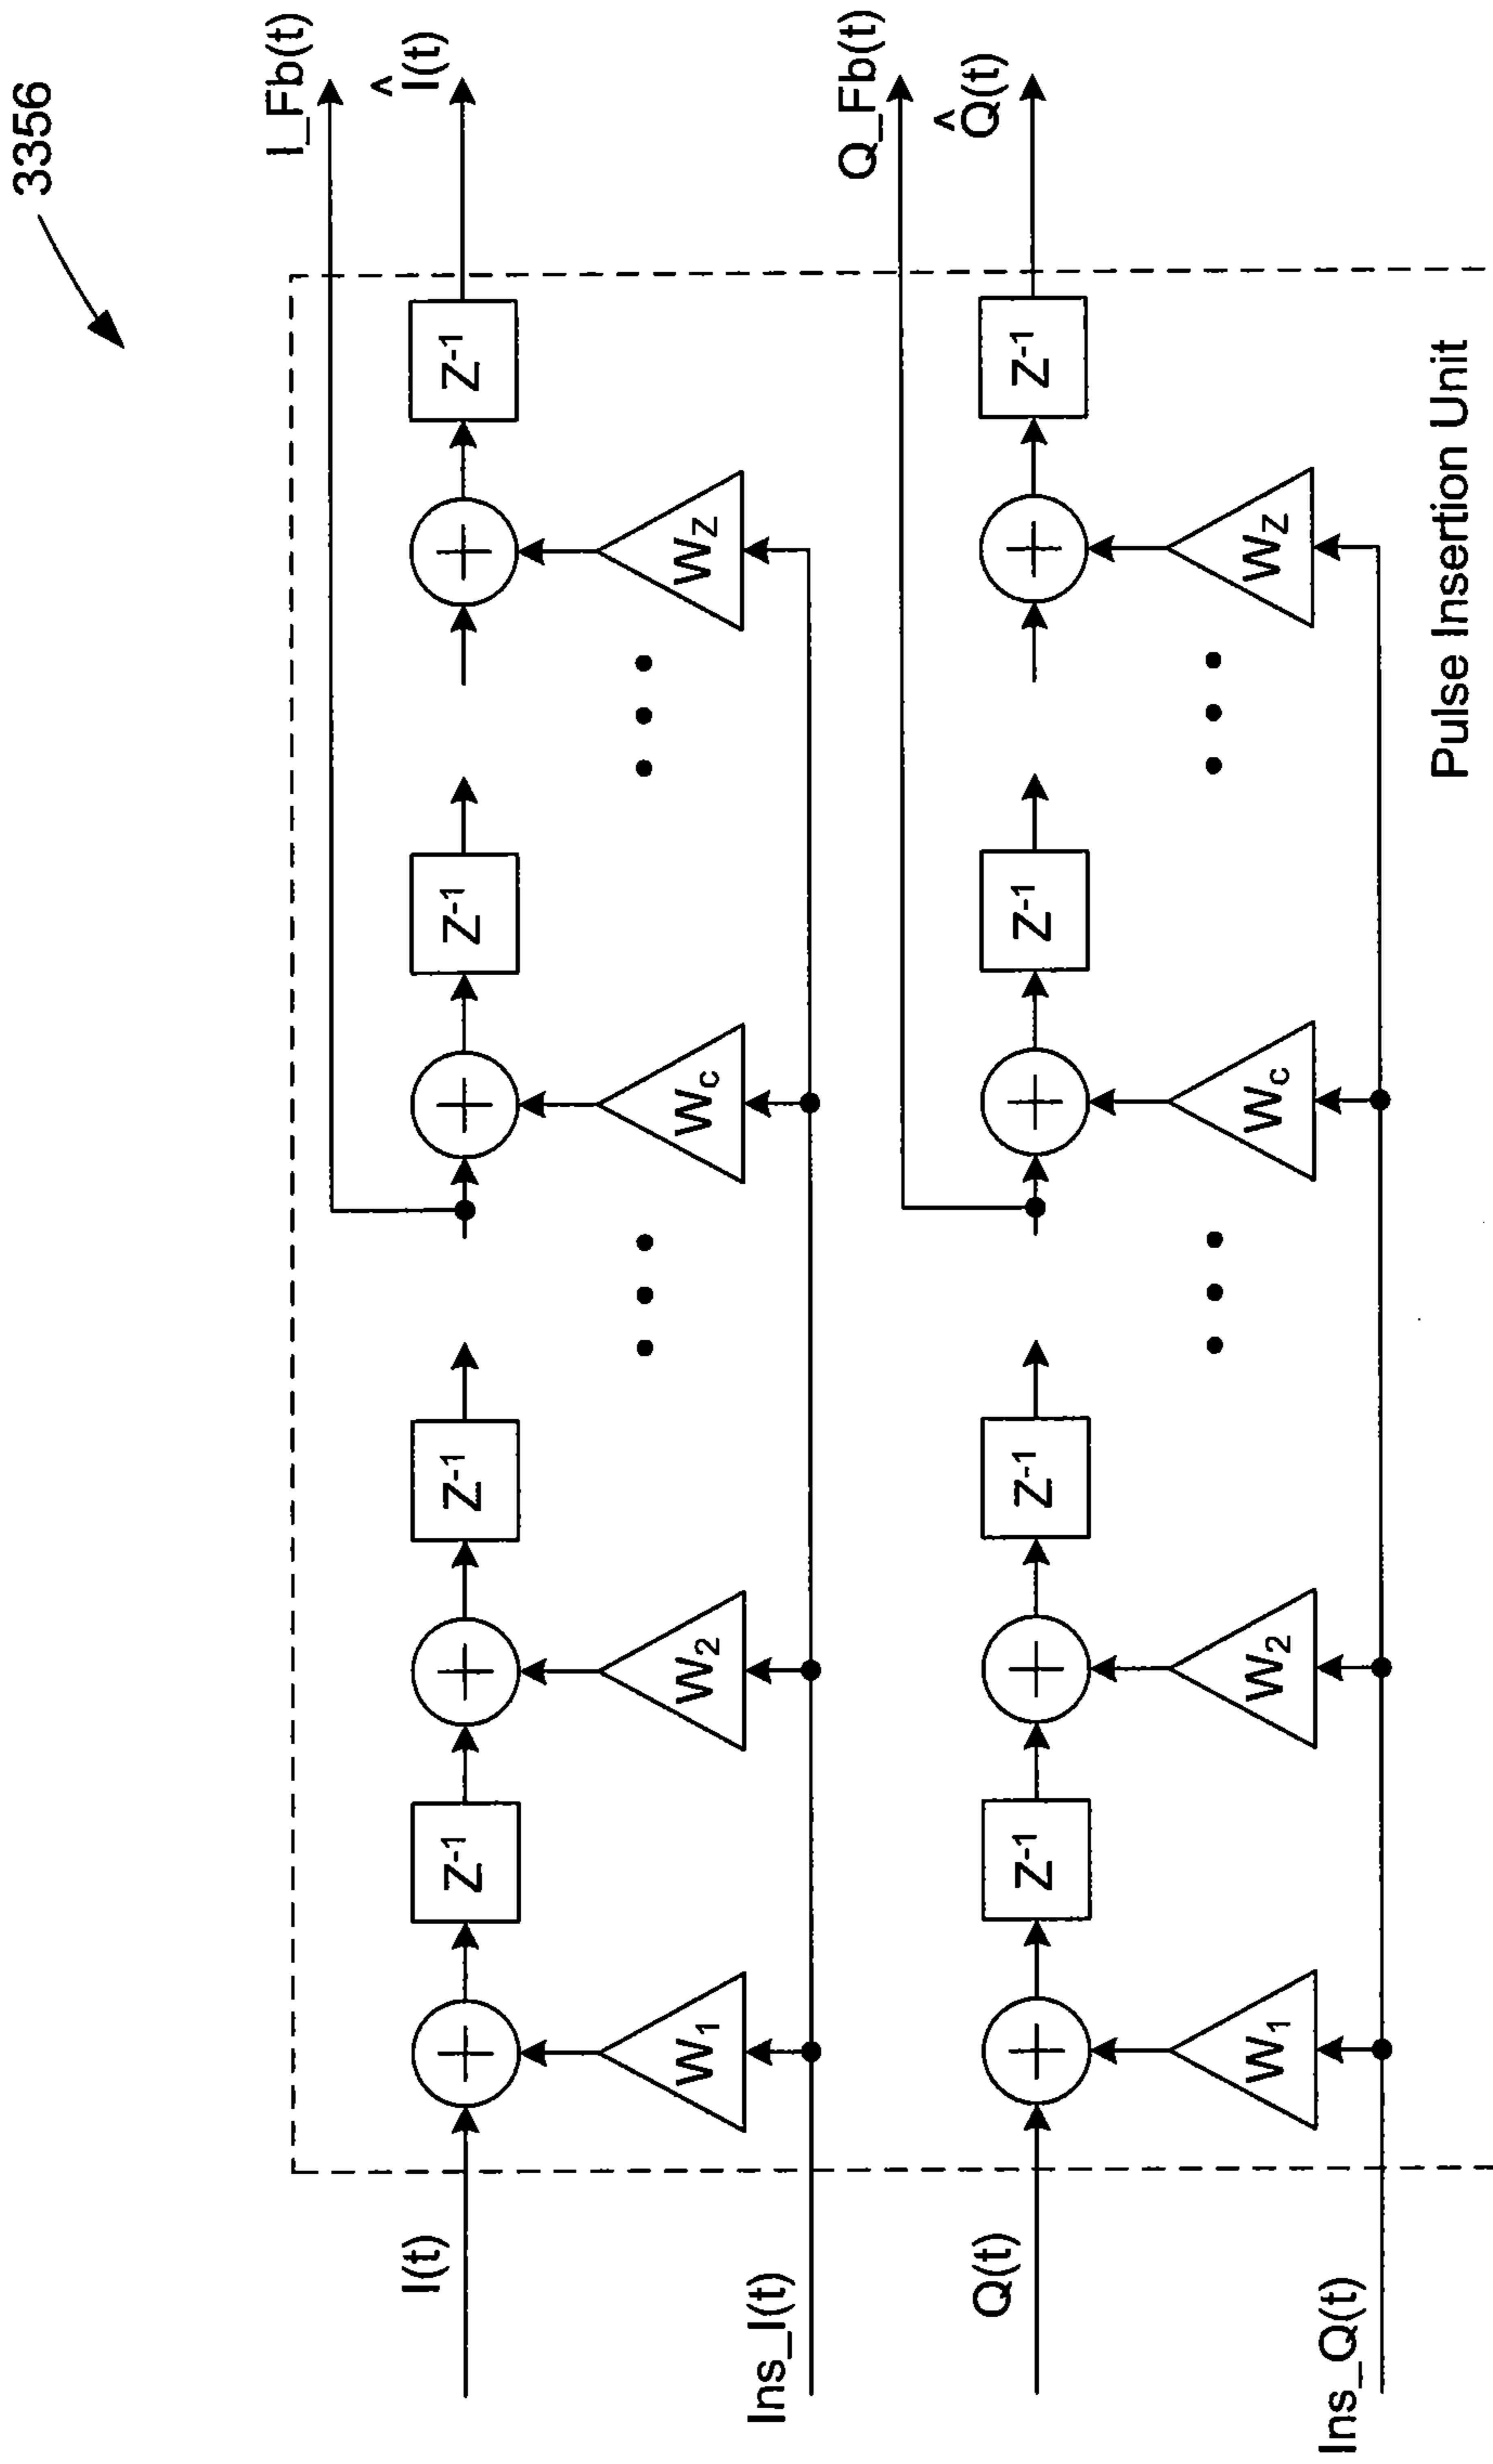 3356
I_Fb(t)
^
I(t)
Z-1
Z-1
Z-1
Z-1
I(t)
W1
W2
Wc
WZ
Ins_I(t)
Q_Fb(t)
^
Q(t)
Z-1
Z-1
Z-1
Z-1
Q(t)
W1
W2
Wc
WZ
Ins_Q(t)
Pulse Insertion Unit